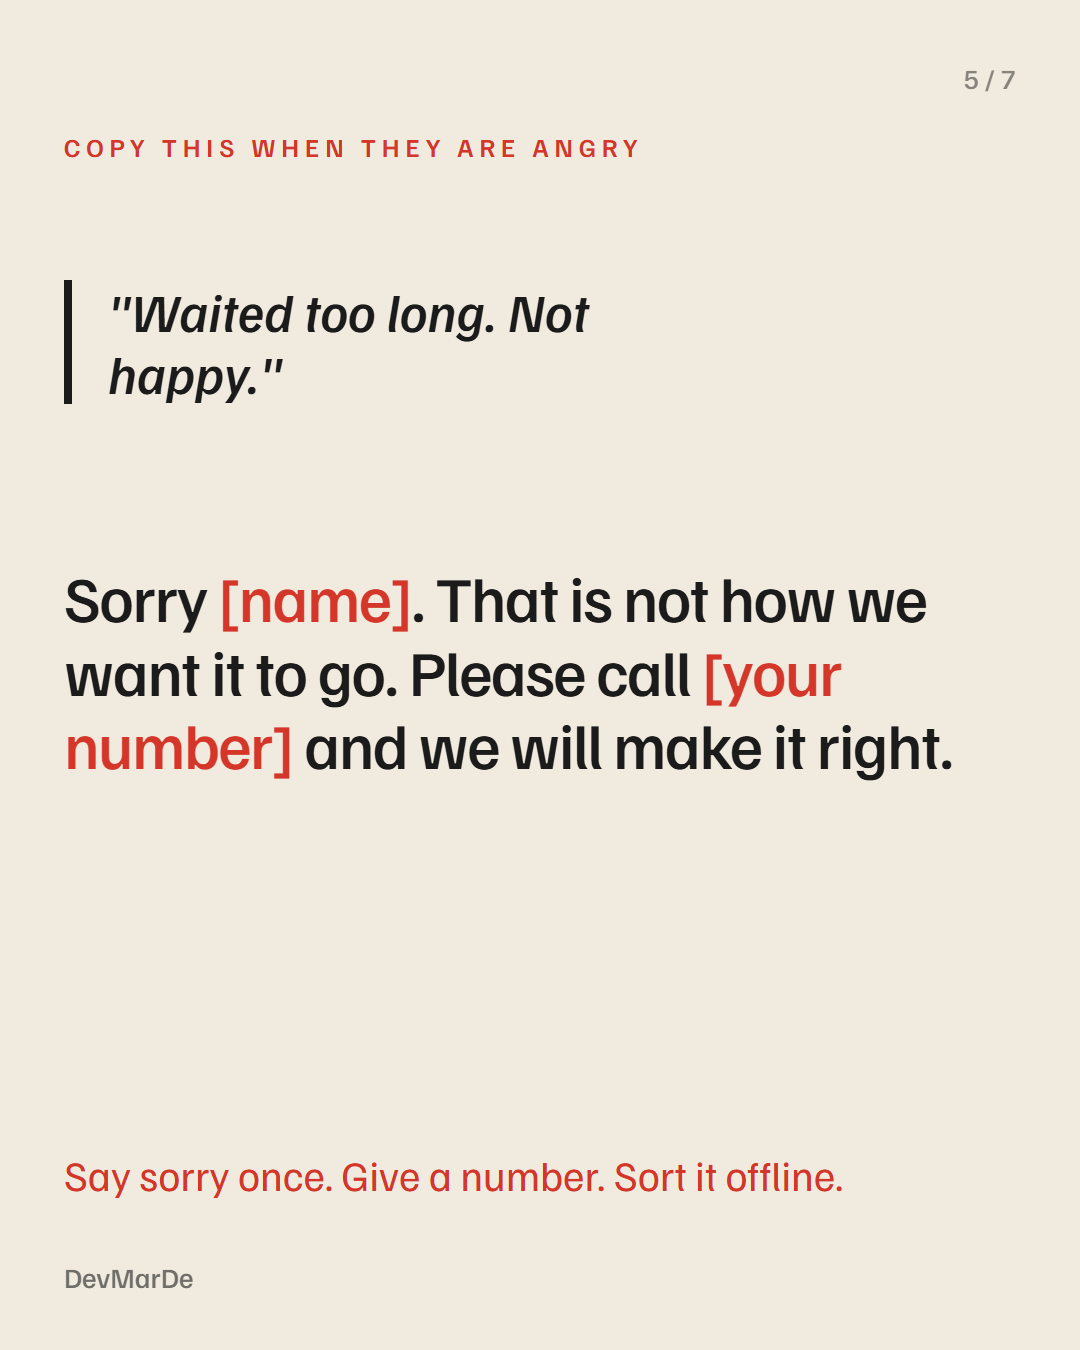 5 / 7
COPY THIS WHEN THEY ARE ANGRY
"Waited too long. Not
happy."
Sorry [name]. That is not how we
want it to go. Please call [your
number] and we will make it right.
Say sorry once. Give a number. Sort it offline.
DevMarDe